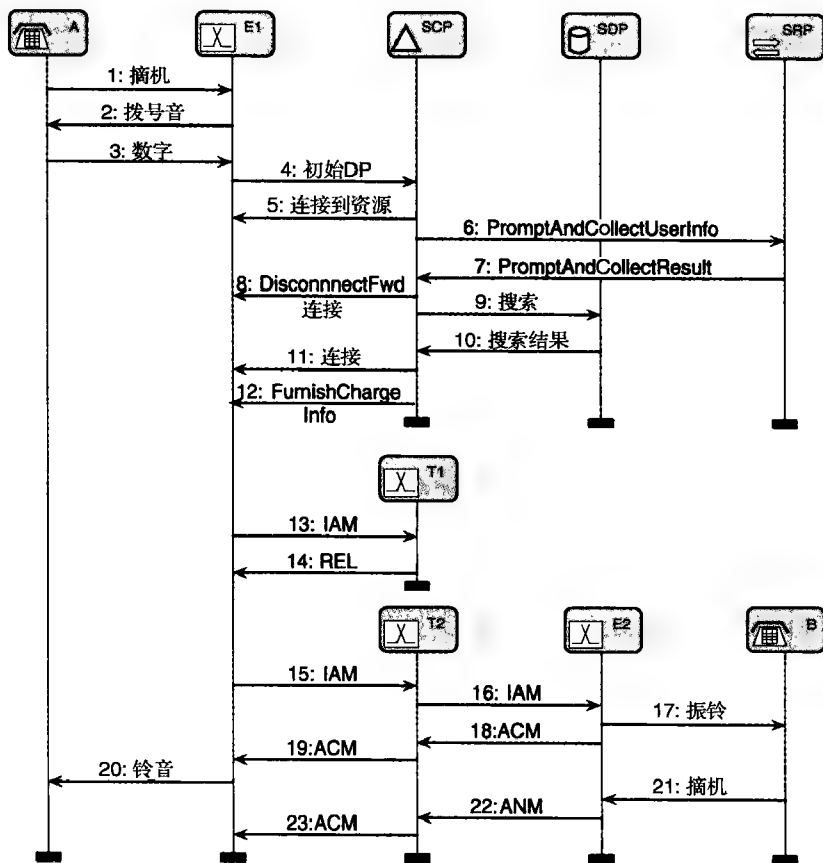 A
E1
SCP
SDP
SRP
1: 摘机
2: 拨号音
3: 数字
4: 初始DP
5: 连接到资源
6: PromptAndCollectUserInfo
7: PromptAndCollectResult
8: DisconnnectFwd
连接
9: 搜索
10: 搜索结果
11: 连接
12: FurnishCharge
Info
T1
13: IAM
14: REL
T2
E2
B
15: IAM
16: IAM
17: 振铃
18:ACM
19:ACM
20: 铃音
21: 摘机
22:ANM
23:ACM